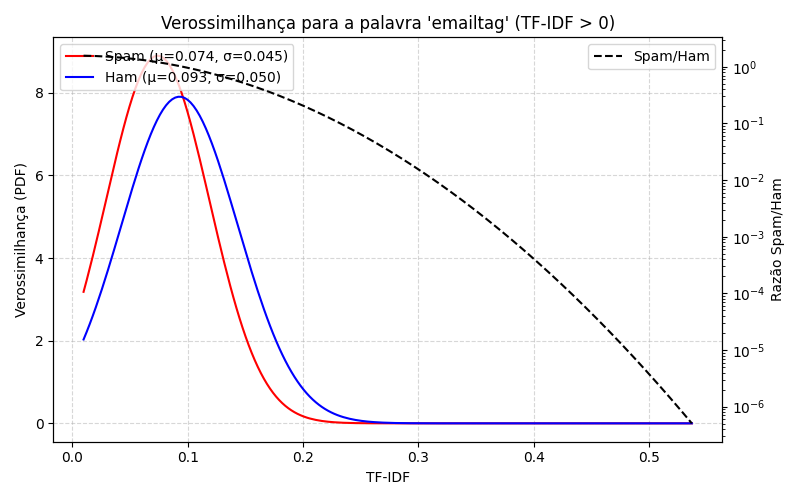 Verossimilhança para a palavra 'emailtag' (TF-IDF > 0)
Spam (μ=0.074, σ=0.045)
Ham (μ=0.093, σ=0.050)
Spam/Ham
Verossimilhança (PDF)
8
6
4
2
0
10⁰
10⁻¹
10⁻²
10⁻³
10⁻⁴
10⁻⁵
10⁻⁶
Razão Spam/Ham
0.0 0.1 0.2 0.3 0.4 0.5
TF-IDF